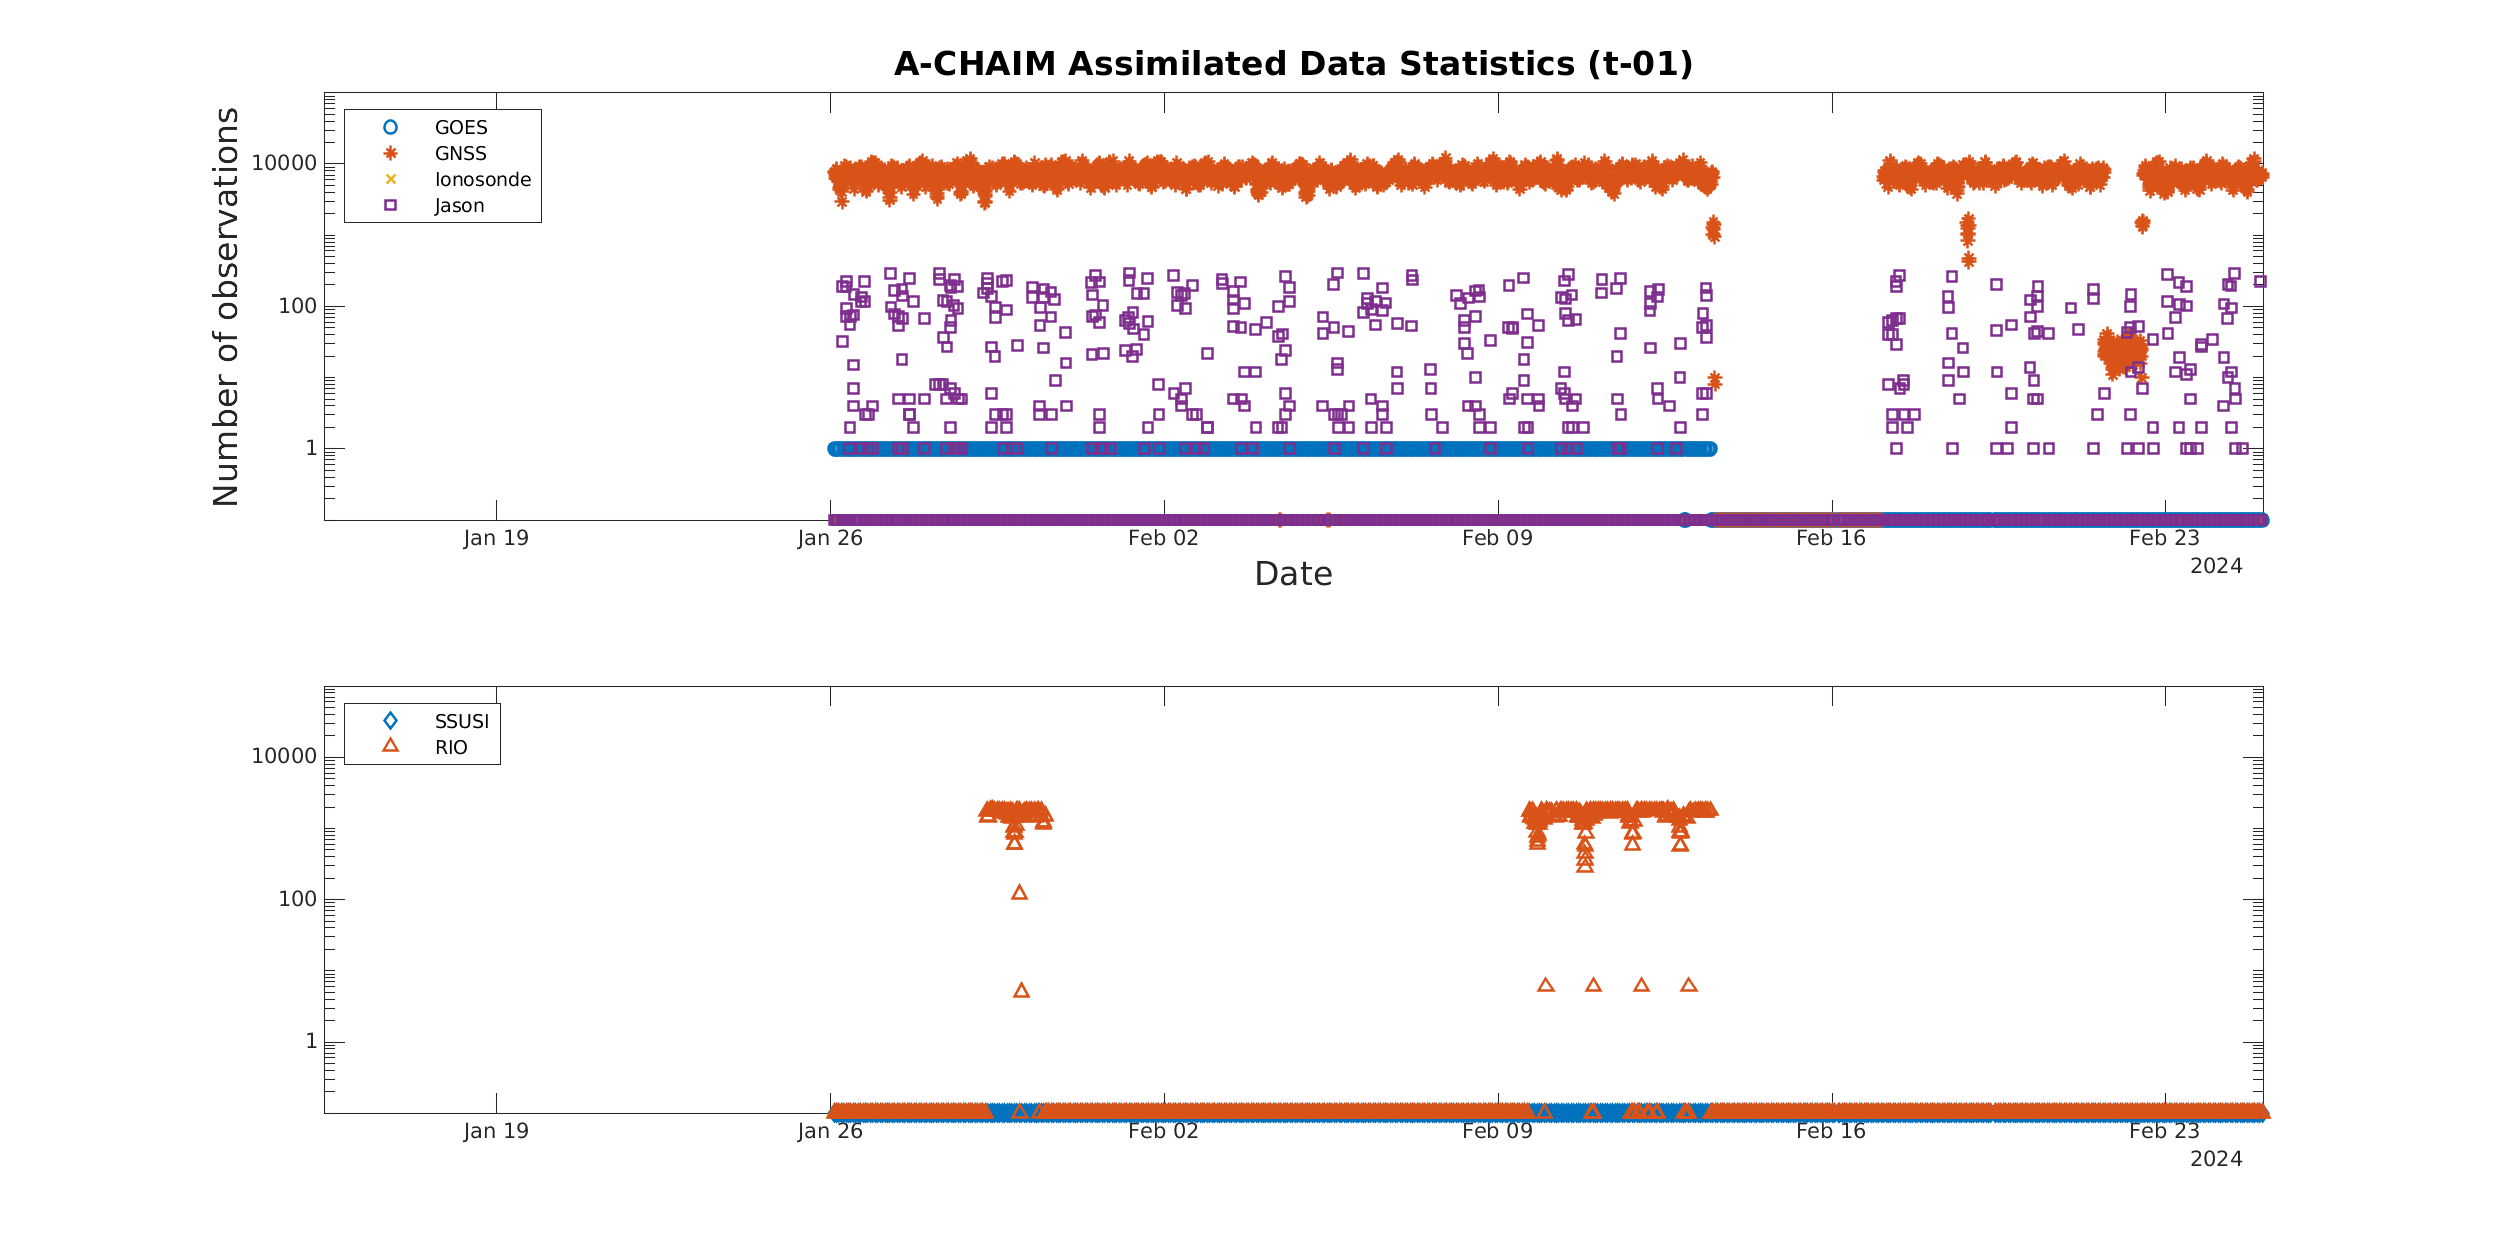 A-CHAIM Assimilated Data Statistics (t-01)
Number of observations
10000
100
1
GOES
GNSS
Ionosonde
Jason
Jan 19
Jan 26
Feb 02
Feb 09
Feb 16
Feb 23
2024
Date
10000
100
1
SSUSI
RIO
Jan 19
Jan 26
Feb 02
Feb 09
Feb 16
Feb 23
2024